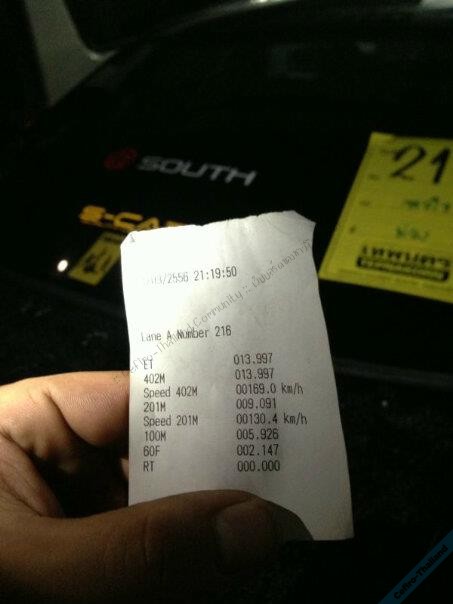 SOUTH
21
/03/2556 21:19:50
Lane A Number 216
ET 013.997
402M 013.997
Speed 402M 00169.0 km/h
201M 009.091
Speed 201M 00130.4 km/h
100M 005.926
60F 002.147
RT 000.000
Cefiro-Thailand